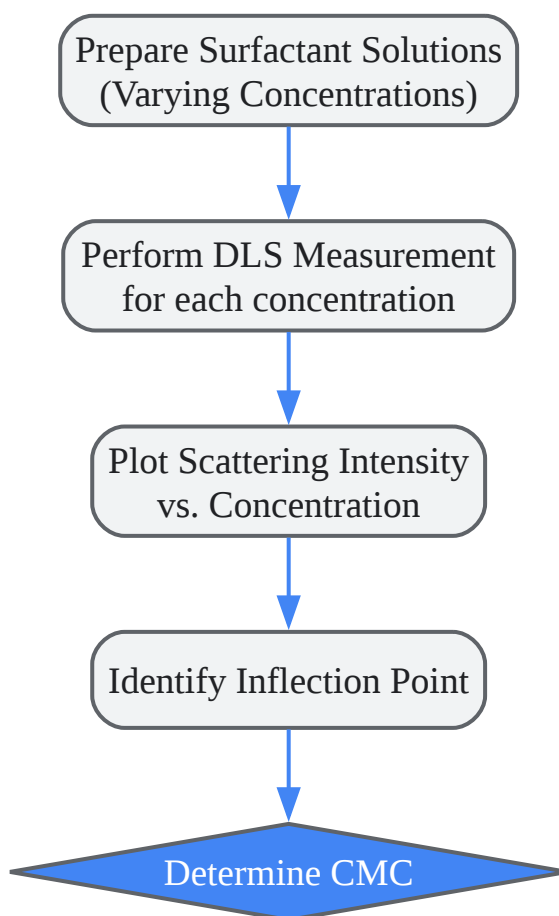 Prepare Surfactant Solutions
(Varying Concentrations)
Perform DLS Measurement
for each concentration
Plot Scattering Intensity
vs. Concentration
Identify Inflection Point
Determine CMC